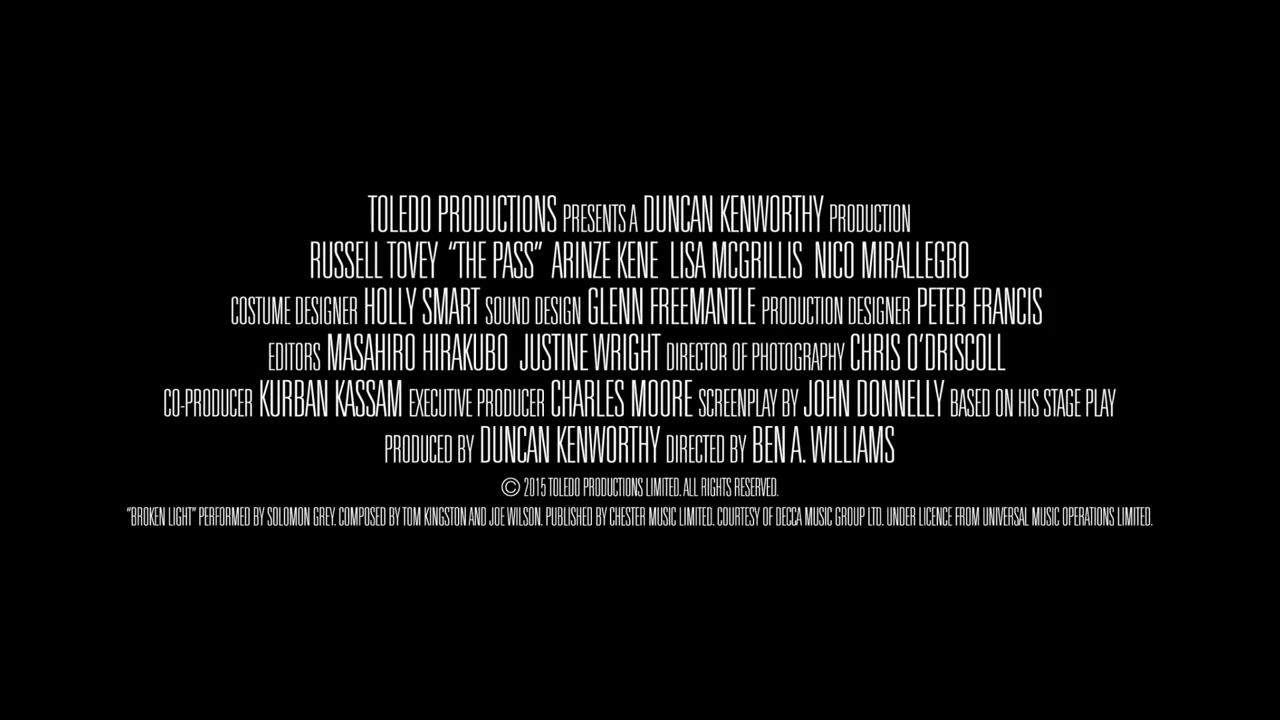 TOLEDO PRODUCTIONS PRESENTS A DUNCAN KENWORTHY PRODUCTION
RUSSELL TOVEY "THE PASS" ARINZE KENE LISA MCGRILLIS NICO MIRALLEGRO
COSTUME DESIGNER HOLLY SMART SOUND DESIGN GLENN FREEMANTLE PRODUCTION DESIGNER PETER FRANCIS
EDITORS MASAHIRO HIRAKUBO JUSTINE WRIGHT DIRECTOR OF PHOTOGRAPHY CHRIS O'DRISCOLL
CO-PRODUCER KURBAN KASSAM EXECUTIVE PRODUCER CHARLES MOORE SCREENPLAY BY JOHN DONNELLY BASED ON HIS STAGE PLAY
PRODUCED BY DUNCAN KENWORTHY DIRECTED BY BEN A. WILLIAMS
© 2015 TOLEDO PRODUCTIONS LIMITED. ALL RIGHTS RESERVED.
"BROKEN LIGHT" PERFORMED BY SOLOMON GREY. COMPOSED BY TOM KINGSTON AND JOE WILSON. PUBLISHED BY CHESTER MUSIC LIMITED. COURTESY OF DECCA MUSIC GROUP LTD. UNDER LICENCE FROM UNIVERSAL MUSIC OPERATIONS LIMITED.